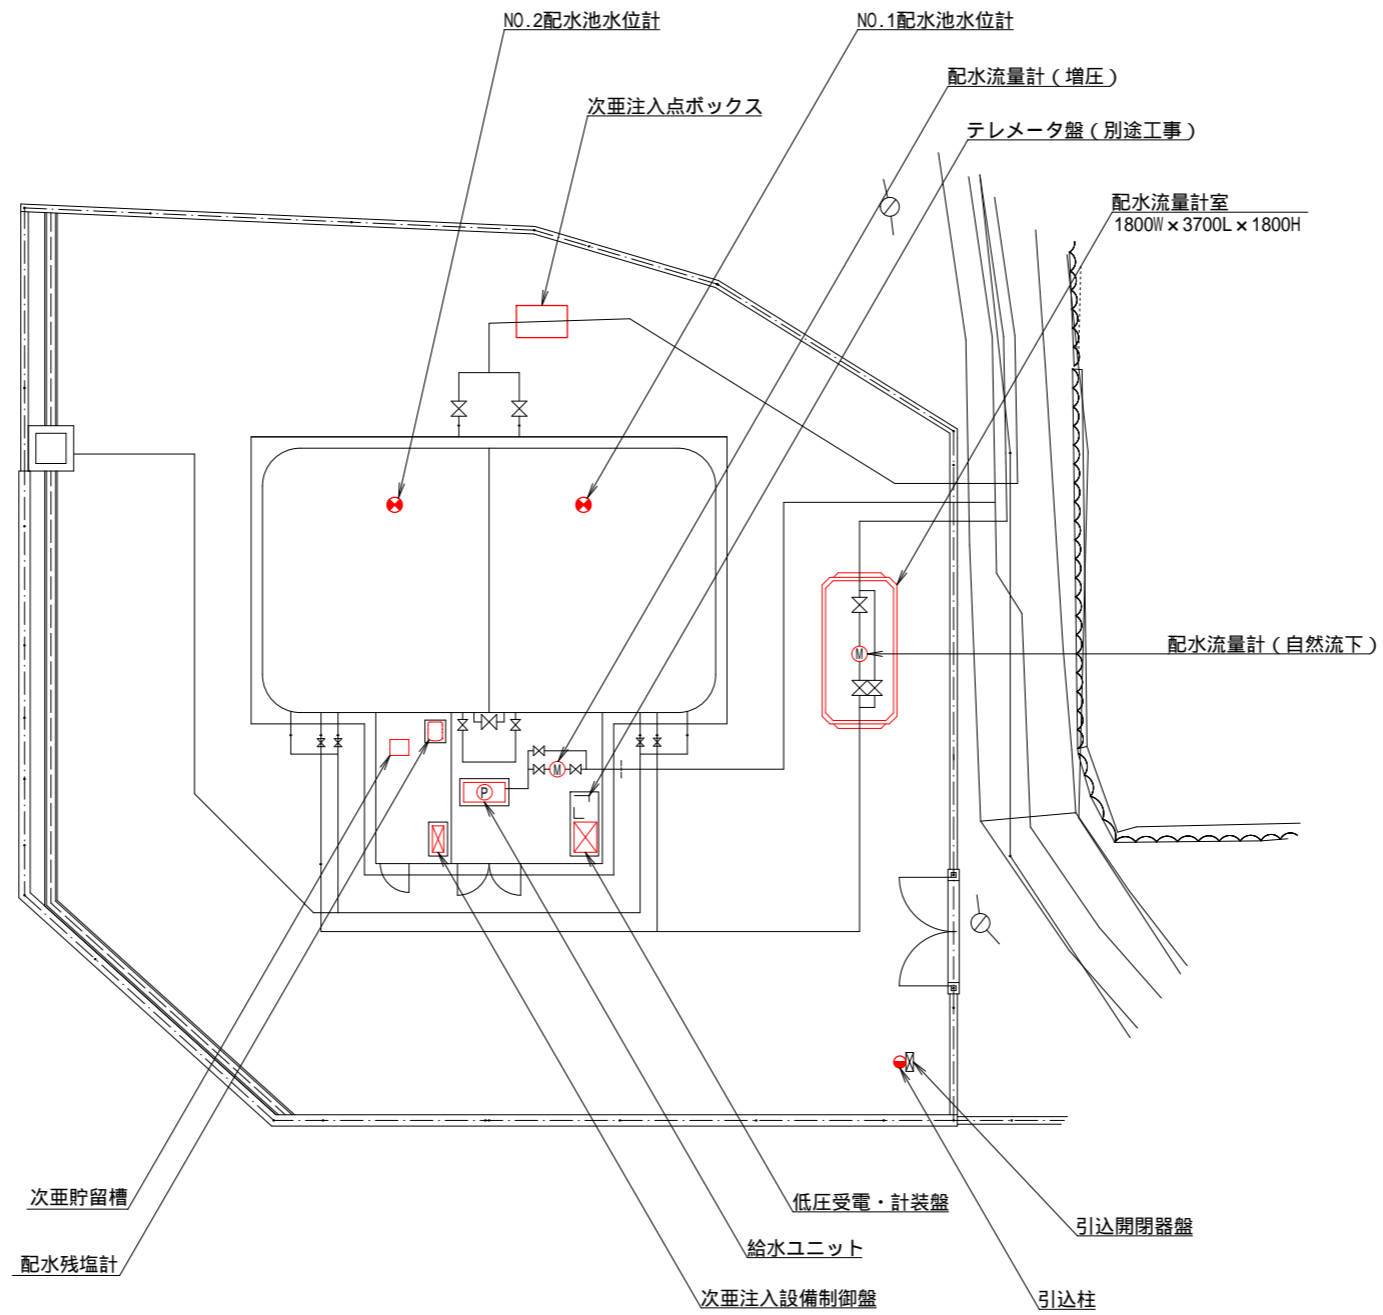 NO.2配水池水位計
NO.1配水池水位計
配水流量計（増圧）
次亜注入点ボックス
テレメータ盤（別途工事）
配水流量計室
1800W×3700L×1800H
配水流量計（自然流下）
M
M
P
次亜貯留槽
低圧受電・計装盤
引込開閉器盤
給水ユニット
配水残塩計
次亜注入設備制御盤
引込柱